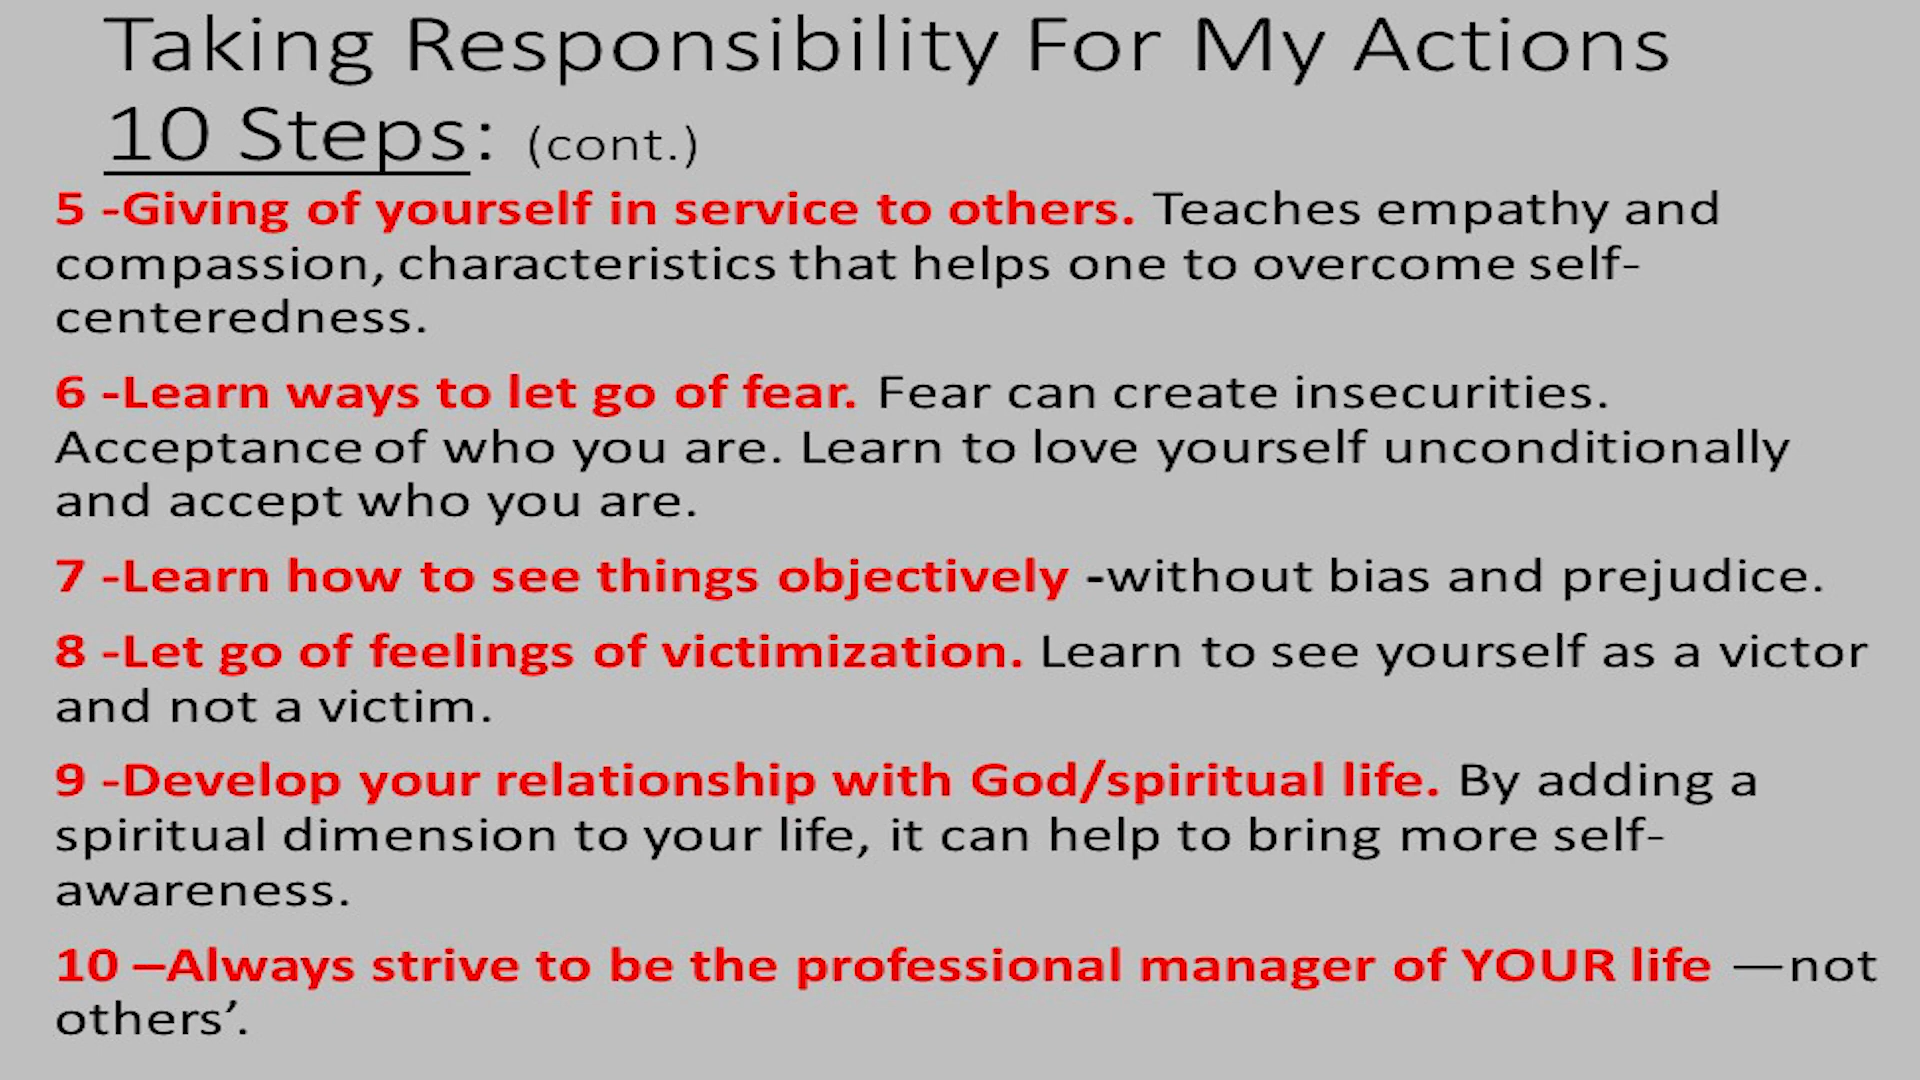 Taking Responsibility For My Actions
10 Steps: (cont.)
5 -Giving of yourself in service to others. Teaches empathy and
compassion, characteristics that helps one to overcome self-
centeredness.
6 -Learn ways to let go of fear. Fear can create insecurities.
Acceptance of who you are. Learn to love yourself unconditionally
and accept who you are.
7 -Learn how to see things objectively -without bias and prejudice.
8 -Let go of feelings of victimization. Learn to see yourself as a victor
and not a victim.
9 -Develop your relationship with God/spiritual life. By adding a
spiritual dimension to your life, it can help to bring more self-
awareness.
10 –Always strive to be the professional manager of YOUR life —not
others’.